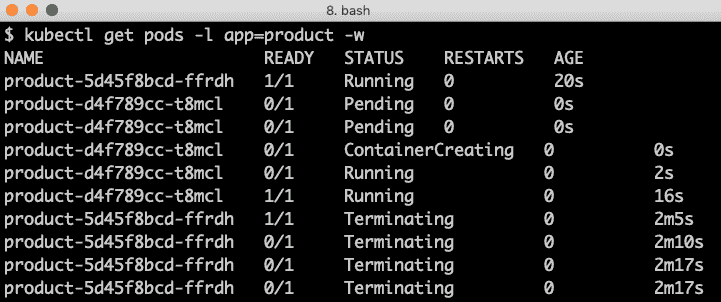 8. bash
$ kubectl get pods -l app=product -w
NAME READY STATUS RESTARTS AGE
product-5d45f8bcd-ffrdh 1/1 Running 0 20s
product-d4f789cc-t8mcl 0/1 Pending 0 0s
product-d4f789cc-t8mcl 0/1 Pending 0 0s
product-d4f789cc-t8mcl 0/1 ContainerCreating 0 0s
product-d4f789cc-t8mcl 0/1 Running 0 2s
product-d4f789cc-t8mcl 1/1 Running 0 16s
product-5d45f8bcd-ffrdh 1/1 Terminating 0 2m5s
product-5d45f8bcd-ffrdh 0/1 Terminating 0 2m10s
product-5d45f8bcd-ffrdh 0/1 Terminating 0 2m17s
product-5d45f8bcd-ffrdh 0/1 Terminating 0 2m17s